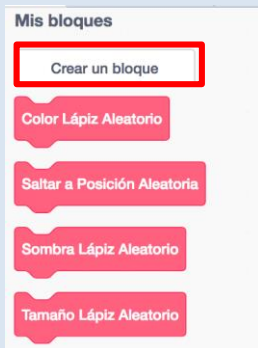 Mis bloques
Crear un bloque
Color Lápiz Aleatorio
Saltar a Posición Aleatoria
Sombra Lápiz Aleatorio
Tamaño Lápiz Aleatorio